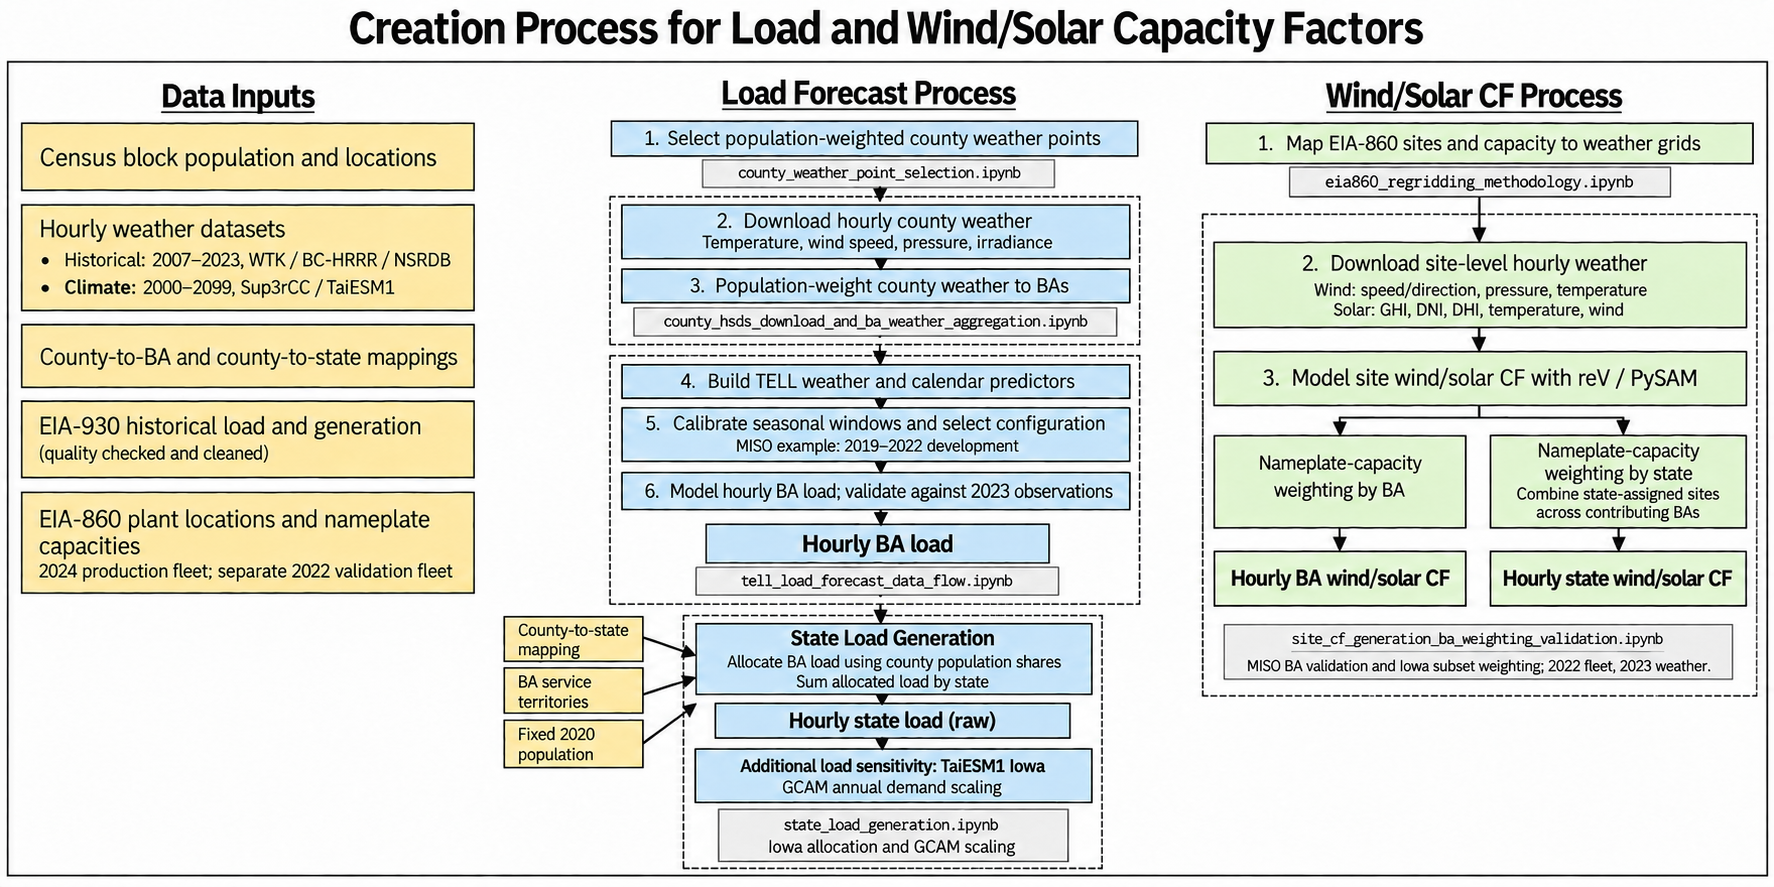 Creation Process for Load and Wind/Solar Capacity Factors
Data Inputs
Census block population and locations
Hourly weather datasets
• Historical: 2007–2023, WTK / BC-HRRR / NSRDB
• Climate: 2000–2099, Sup3rCC / TaiESM1
County-to-BA and county-to-state mappings
EIA-930 historical load and generation
(quality checked and cleaned)
EIA-860 plant locations and nameplate
capacities
2024 production fleet; separate 2022 validation fleet
Load Forecast Process
1. Select population-weighted county weather points
county_weather_point_selection.ipynb
2. Download hourly county weather
Temperature, wind speed, pressure, irradiance
3. Population-weight county weather to BAs
county_hsds_download_and_ba_weather_aggregation.ipynb
4. Build TELL weather and calendar predictors
5. Calibrate seasonal windows and select configuration
MISO example: 2019–2022 development
6. Model hourly BA load; validate against 2023 observations
Hourly BA load
tell_load_forecast_data_flow.ipynb
County-to-state
mapping
BA service
territories
Fixed 2020
population
State Load Generation
Allocate BA load using county population shares
Sum allocated load by state
Hourly state load (raw)
Additional load sensitivity: TaiESM1 Iowa
GCAM annual demand scaling
state_load_generation.ipynb
Iowa allocation and GCAM scaling
Wind/Solar CF Process
1. Map EIA-860 sites and capacity to weather grids
eia860_regridding_methodology.ipynb
2. Download site-level hourly weather
Wind: speed/direction, pressure, temperature
Solar: GHI, DNI, DHI, temperature, wind
3. Model site wind/solar CF with reV / PySAM
Nameplate-capacity
weighting by BA
Nameplate-capacity
weighting by state
Combine state-assigned sites
across contributing BAs
Hourly BA wind/solar CF
Hourly state wind/solar CF
site_cf_generation_ba_weighting_validation.ipynb
MISO BA validation and Iowa subset weighting; 2022 fleet, 2023 weather.